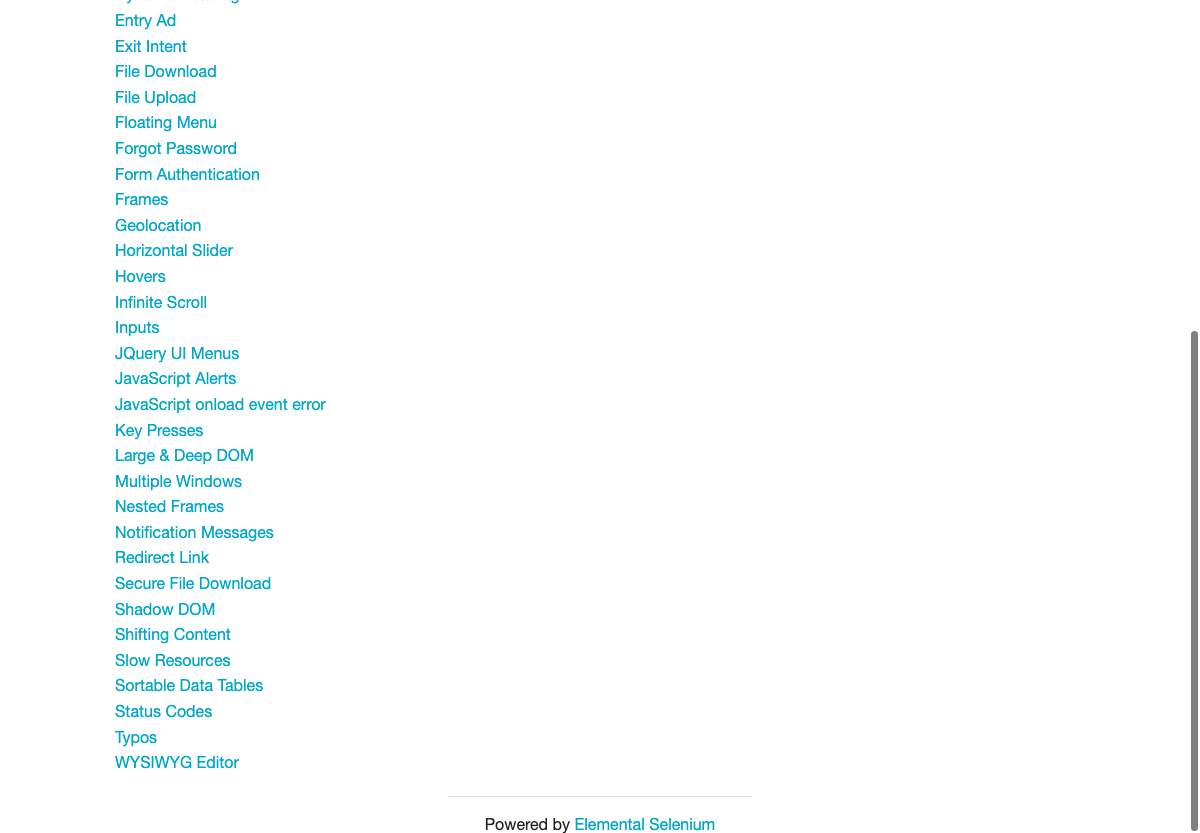 Entry Ad
Exit Intent
File Download
File Upload
Floating Menu
Forgot Password
Form Authentication
Frames
Geolocation
Horizontal Slider
Hovers
Infinite Scroll
Inputs
JQuery UI Menus
JavaScript Alerts
JavaScript onload event error
Key Presses
Large & Deep DOM
Multiple Windows
Nested Frames
Notification Messages
Redirect Link
Secure File Download
Shadow DOM
Shifting Content
Slow Resources
Sortable Data Tables
Status Codes
Typos
WYSIWYG Editor
Powered by Elemental Selenium